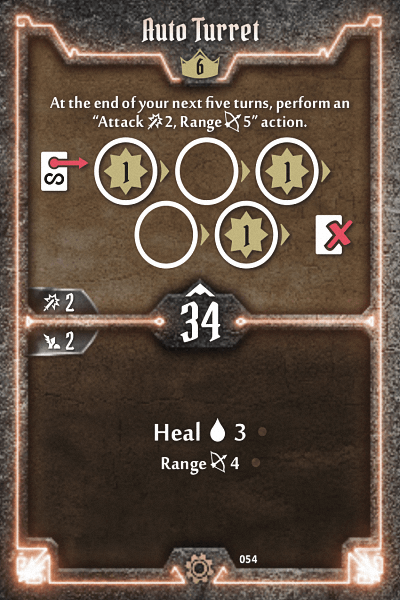 Auto Turret
6
At the end of your next five turns, perform an
“Attack 2, Range 5” action.
S 1 1
1
2
34
2
Heal 3
Range 4
054